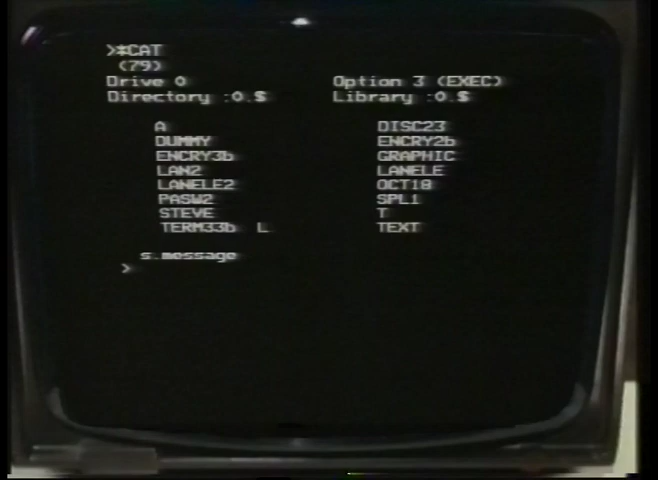 >*CAT
(79)
Drive 0 Option 3 (EXEC)
Directory :0.$ Library :0.$
A DISC23
DUMMY ENCRY2b
ENCRY3b GRAPHIC
LAN2 LANELE
LANELE2 OCT18
PASW2 SPL1
STEVE T
TERM33b L TEXT
s.message
>